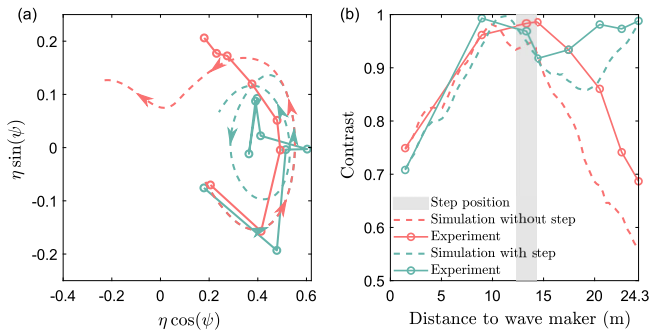 (a)
0.2
0.1
0
-0.1
-0.2
η sin(ψ)
-0.4
-0.2
0
0.2
0.4
0.6
η cos(ψ)
(b)
1
0.9
0.8
0.7
0.6
0.5
Contrast
Step position
Simulation without step
Experiment
Simulation with step
Experiment
0
5
10
15
20
24.3
Distance to wave maker (m)